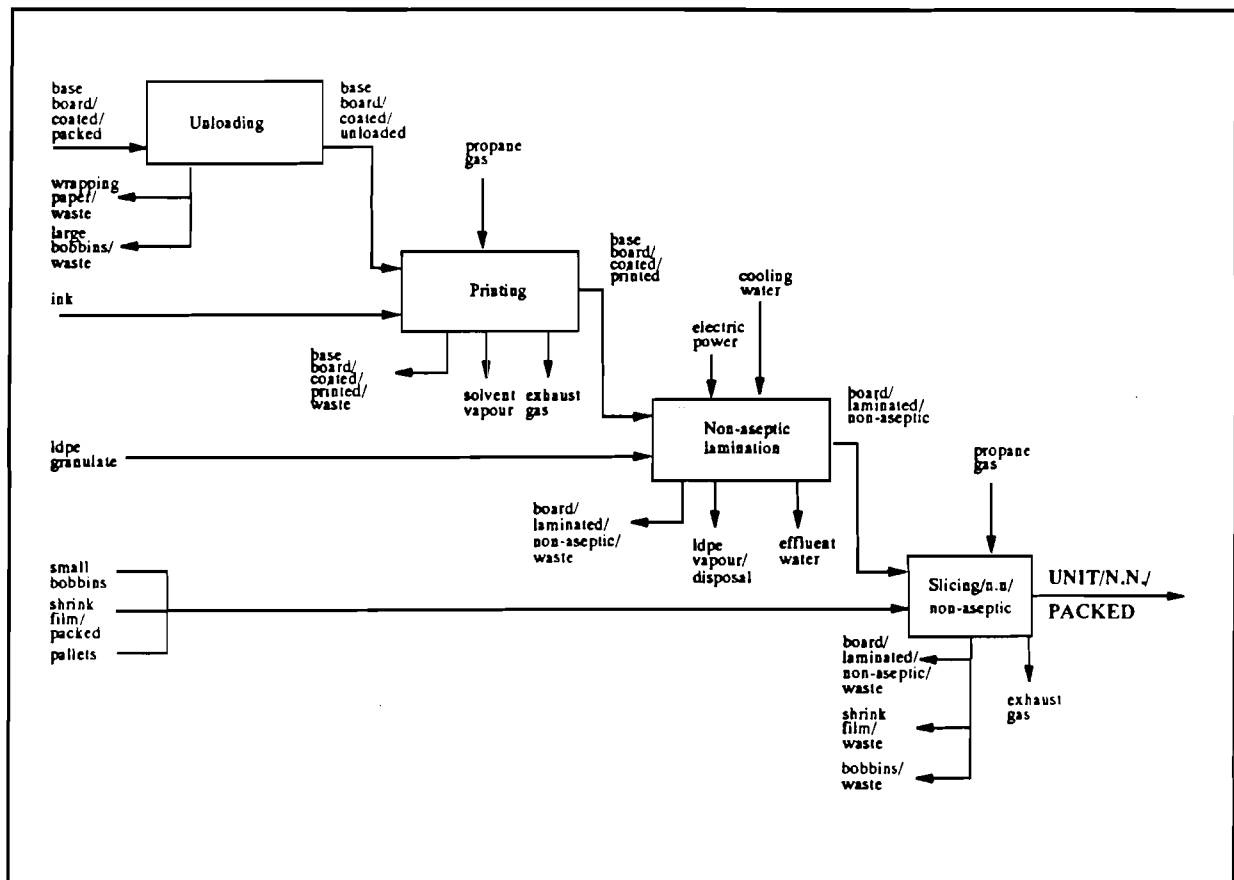 base
board/
coated/
packed
Unloading
base
board/
coated/
unloaded
wrapping
paper/
waste
large
bobbins/
waste
propane
gas
ink
Printing
base
board/
coated/
printed
base
board/
coated/
printed/
waste
solvent
vapour
exhaust
gas
cooling
water
electric
power
ldpe
granulate
Non-aseptic
lamination
board/
laminated/
non-aseptic
board/
laminated/
non-aseptic/
waste
ldpe
vapour/
disposal
effluent
water
propane
gas
small
bobbins
shrink
film/
packed
pallets
Slicing/n.n/
non-aseptic
UNIT/N.N./
PACKED
board/
laminated/
non-aseptic/
waste
shrink
film/
waste
bobbins/
waste
exhaust
gas